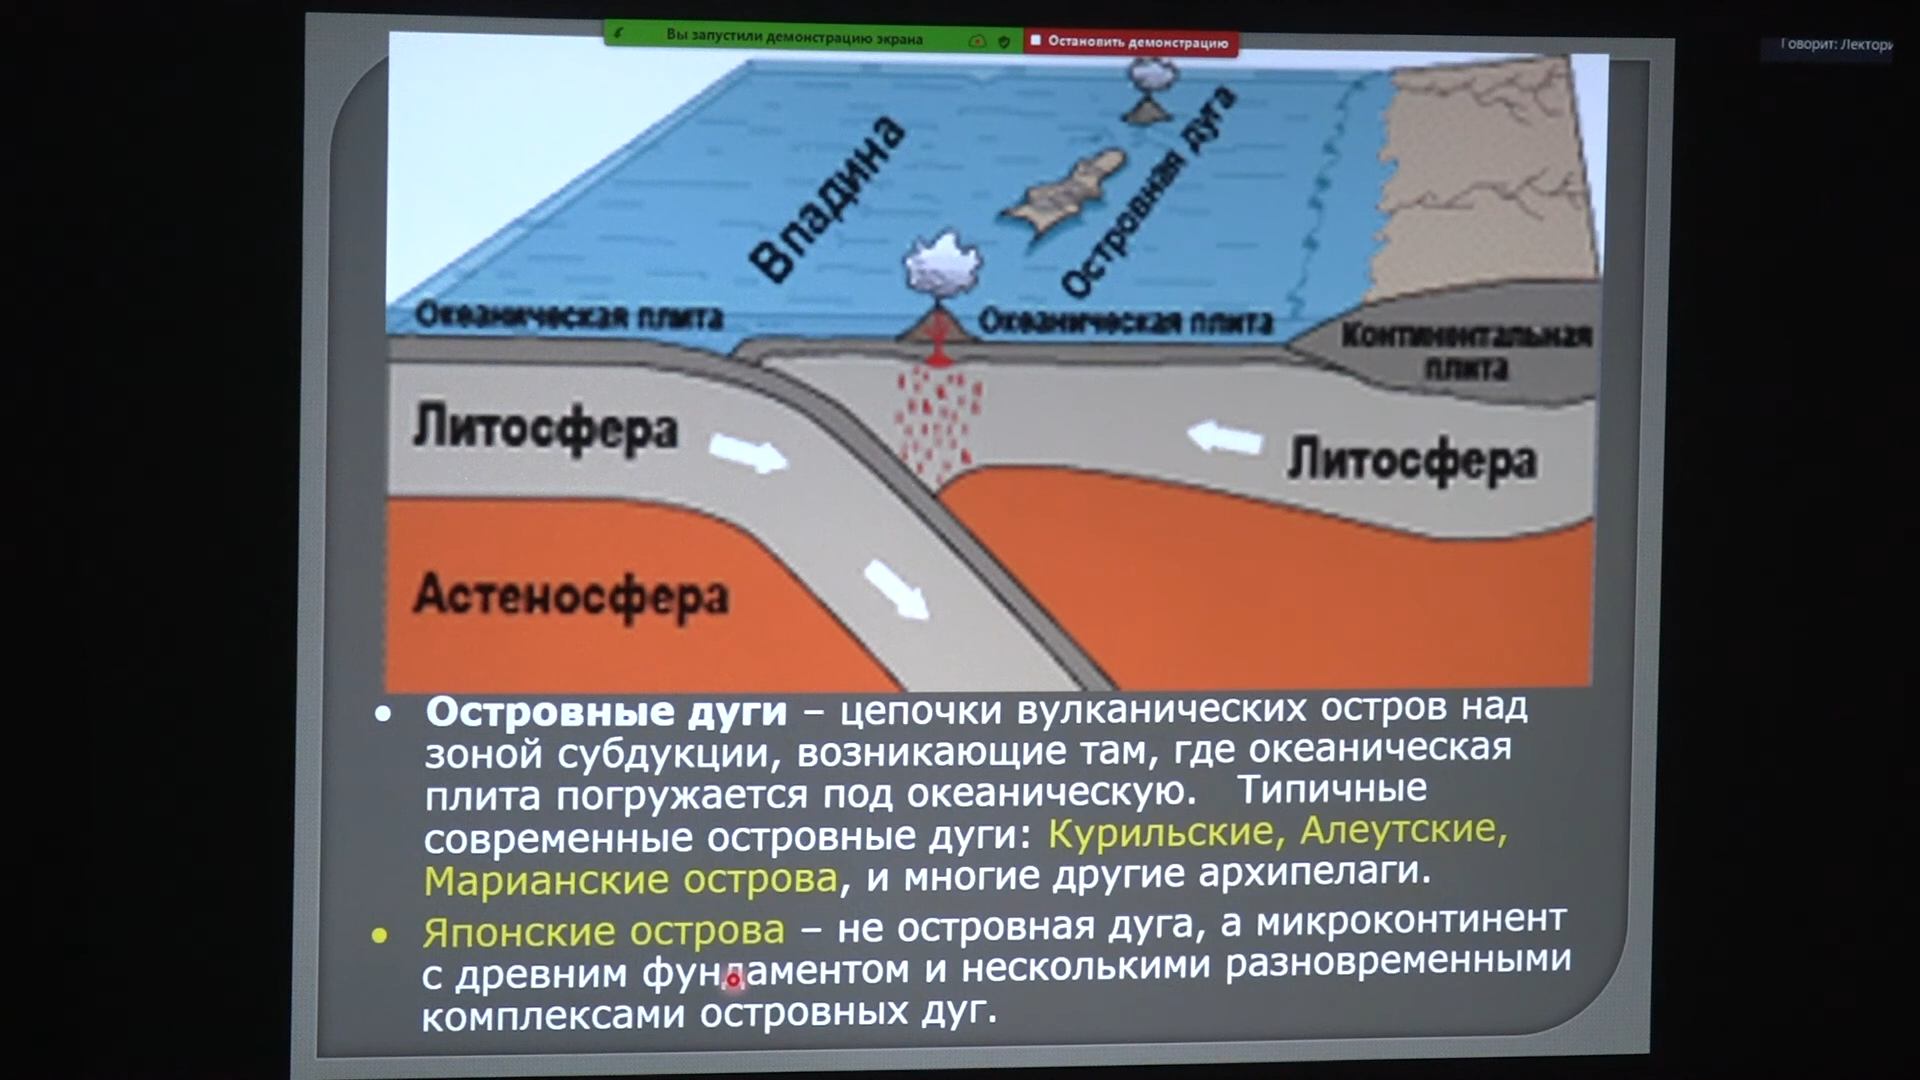 Вы запустили демонстрацию экрана
Остановить демонстрацию
Говорит: Лектори
Впадина
Островная дуга
Океаническая плита
Океаническая плита
Континентальная
плита
Литосфера
Литосфера
Астеносфера
• Островные дуги – цепочки вулканических остров над
зоной субдукции, возникающие там, где океаническая
плита погружается под океаническую. Типичные
современные островные дуги: Курильские, Алеутские,
Марианские острова, и многие другие архипелаги.
• Японские острова – не островная дуга, а микроконтинент
с древним фундаментом и несколькими разновременными
комплексами островных дуг.